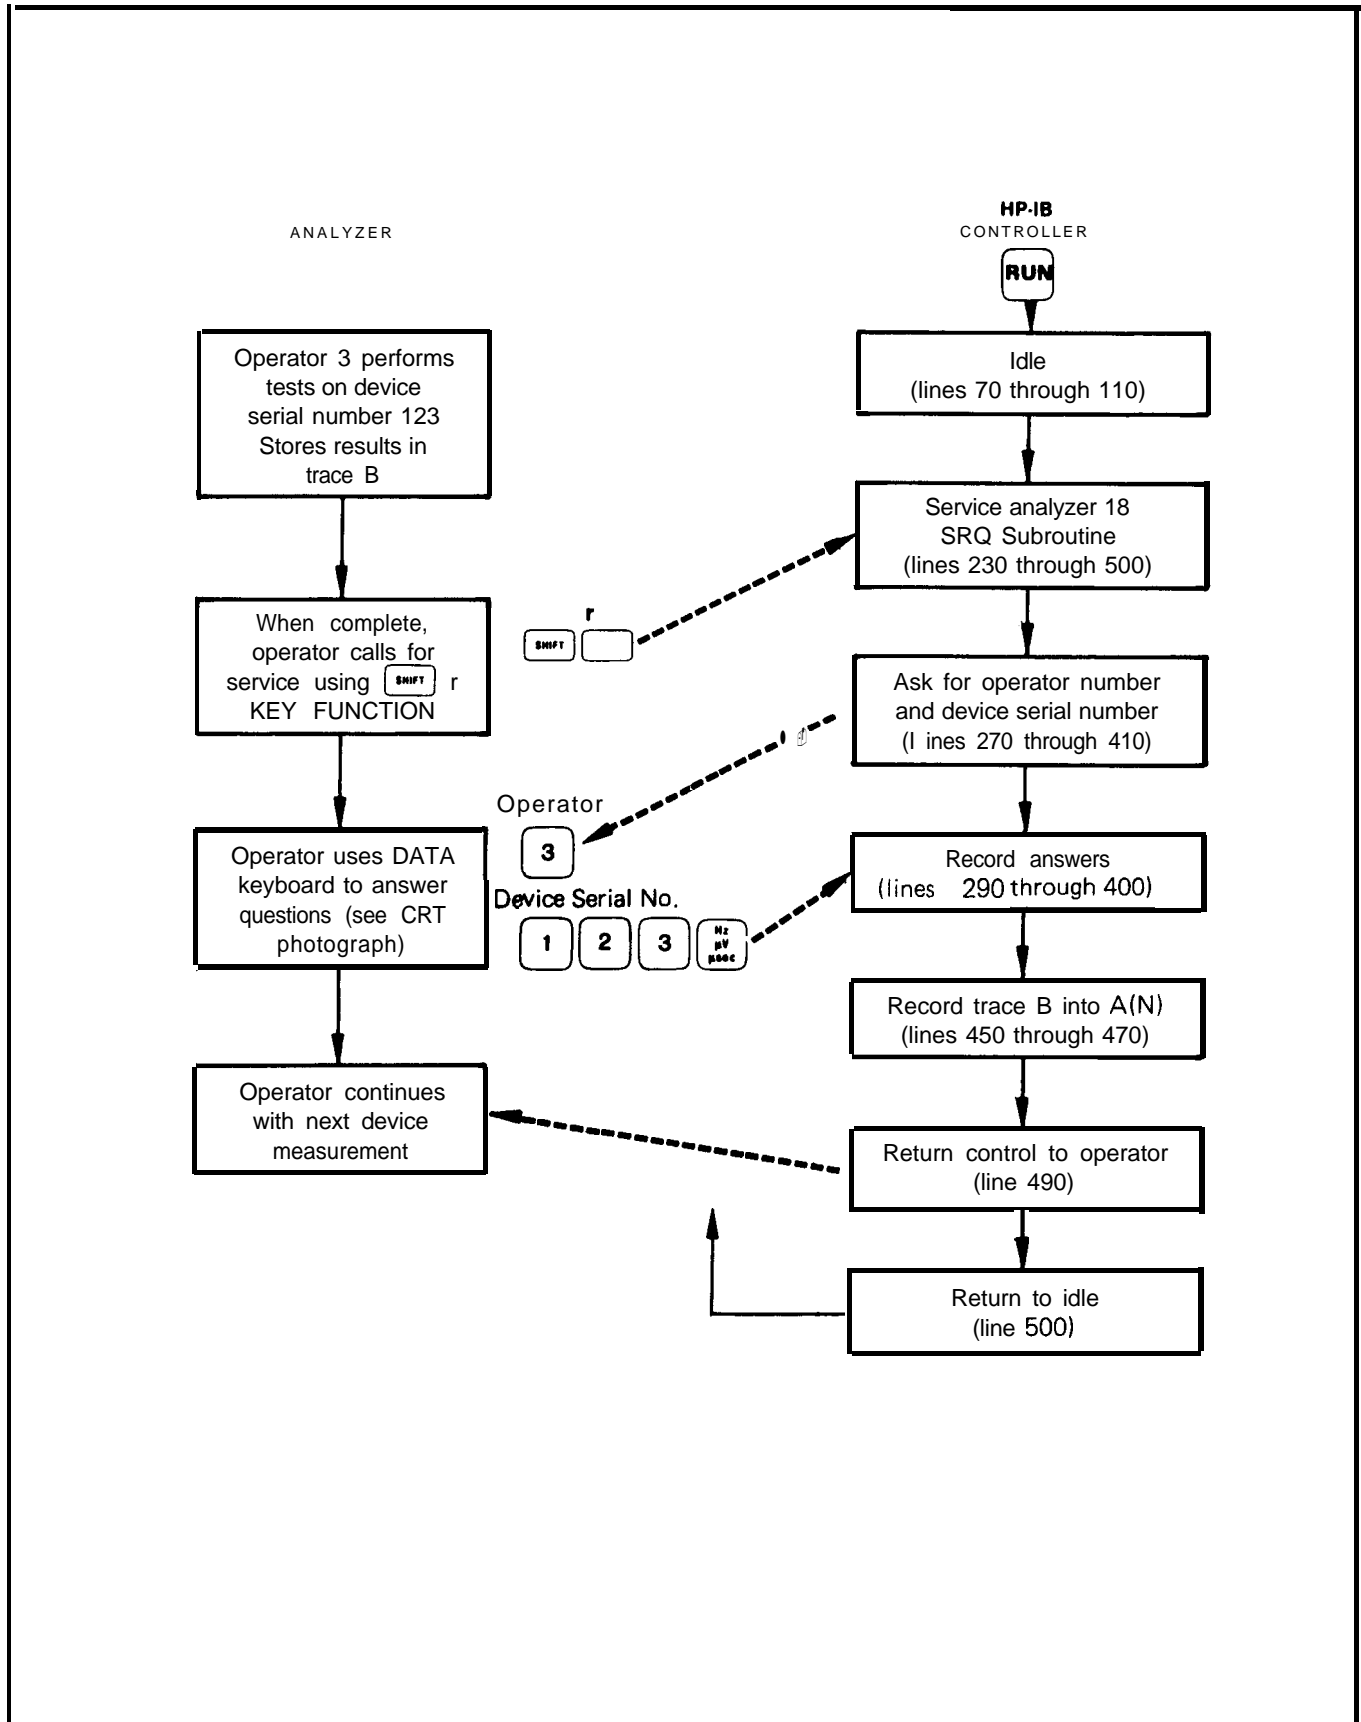 ANALYZER
HP-IB
CONTROLLER
RUN
Operator 3 performs
tests on device
serial number 123
Stores results in
trace B
Idle
(lines 70 through 110)
Service analyzer 18
SRQ Subroutine
(lines 230 through 500)
When complete,
operator calls for
service using SHIFT r
KEY FUNCTION
r
SHIFT
Ask for operator number
and device serial number
(I ines 270 through 410)
Operator
3
Device Serial No.
1 2 3 Hz
µV
µsec
Operator uses DATA
keyboard to answer
questions (see CRT
photograph)
Record answers
(lines 290 through 400)
Record trace B into A(N)
(lines 450 through 470)
Operator continues
with next device
measurement
Return control to operator
(line 490)
Return to idle
(line 500)